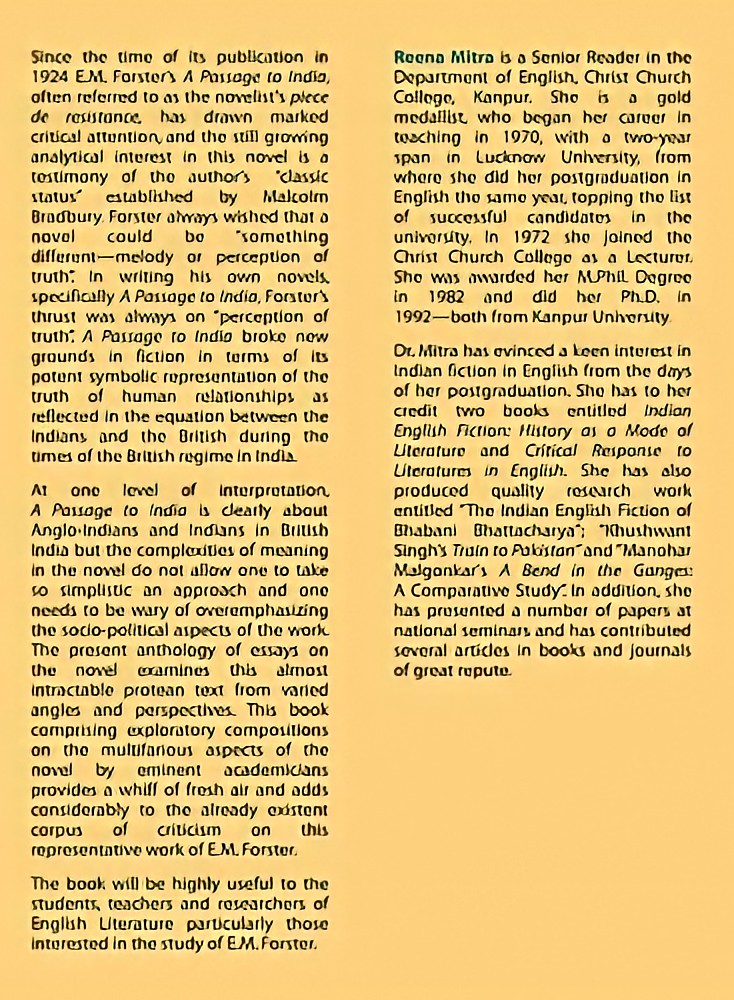 Since the time of its publication in
1924 E.M. Forster's A Passage to India,
often referred to as the novelist's piece
de resistance, has drawn marked
critical attention, and the still growing
analytical interest in this novel is a
testimony of the author's "classic
status" established by Malcolm
Bradbury. Forster always wished that a
novel could be "something
different—melody or perception of
truth". In writing his own novels,
specifically A Passage to India, Forster's
thrust was always on "perception of
truth". A Passage to India broke new
grounds in fiction in terms of its
potent symbolic representation of the
truth of human relationships as
reflected in the equation between the
Indians and the British during the
times of the British regime in India.
At one level of interpretation,
A Passage to India is clearly about
Anglo-Indians and Indians in British
India but the complexities of meaning
in the novel do not allow one to take
so simplistic an approach and one
needs to be wary of overemphasizing
the socio-political aspects of the work.
The present anthology of essays on
the novel examines this almost
intractable protean text from varied
angles and perspectives. This book
comprising exploratory compositions
on the multifarious aspects of the
novel by eminent academicians
provides a whiff of fresh air and adds
considerably to the already existent
corpus of criticism on this
representative work of E.M. Forster.
The book will be highly useful to the
students, teachers and researchers of
English Literature particularly those
interested in the study of E.M. Forster.
Reena Mitra is a Senior Reader in the
Department of English, Christ Church
College, Kanpur. She is a gold
medallist, who began her career in
teaching in 1970, with a two-year
span in Lucknow University, from
where she did her postgraduation in
English the same year, topping the list
of successful candidates in the
university. In 1972 she joined the
Christ Church College as a Lecturer.
She was awarded her M.Phil. Degree
in 1982 and did her Ph.D. in
1992—both from Kanpur University.
Dr. Mitra has evinced a keen interest in
Indian fiction in English from the days
of her postgraduation. She has to her
credit two books entitled Indian
English Fiction: History as a Mode of
Literature and Critical Response to
Literatures in English. She has also
produced quality research work
entitled "The Indian English Fiction of
Bhabani Bhattacharya"; "Khushwant
Singh's Train to Pakistan" and "Manohar
Malgonkar's A Bend in the Ganges:
A Comparative Study". In addition, she
has presented a number of papers at
national seminars and has contributed
several articles in books and journals
of great repute.